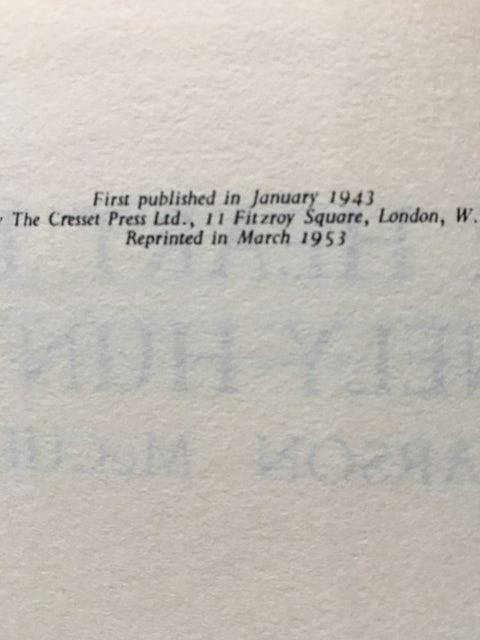 First published in January 1943
The Cresset Press Ltd., 11 Fitzroy Square, London, W.
Reprinted in March 1953